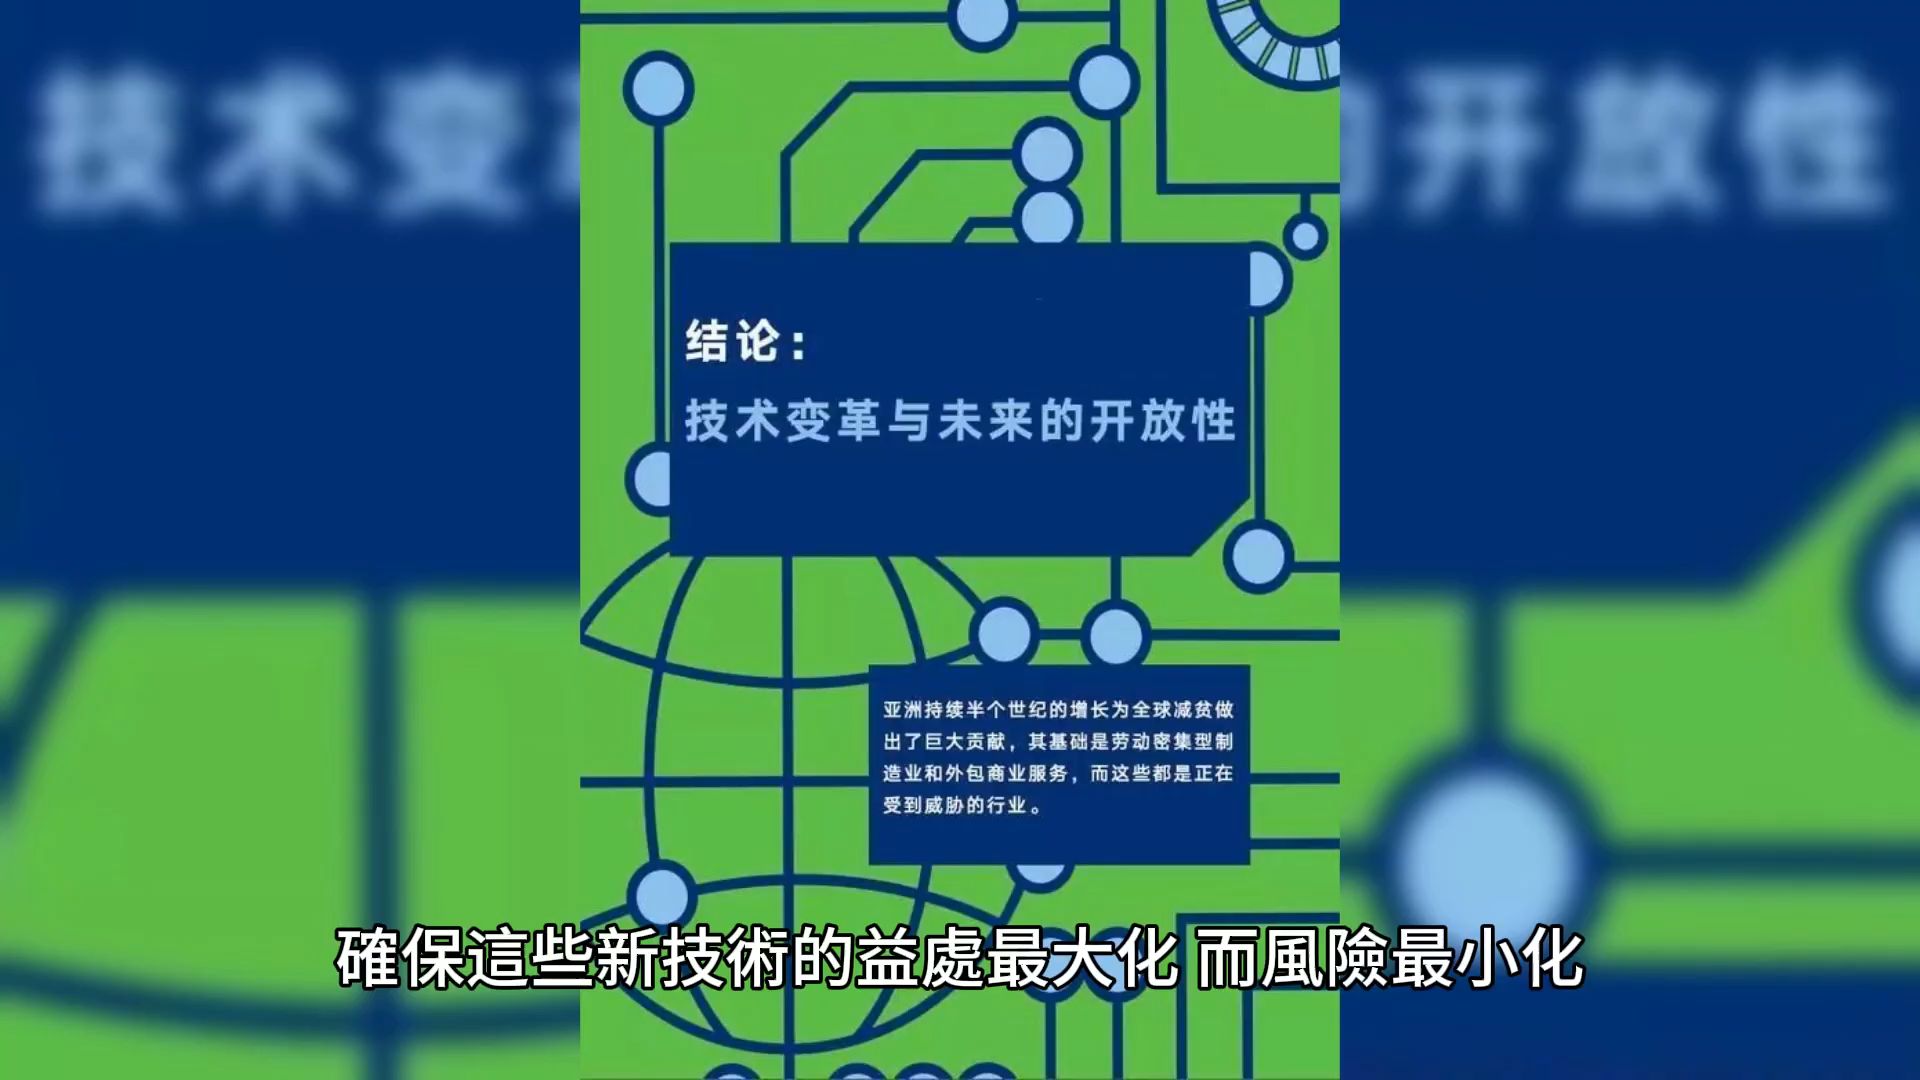 结论：
技术变革与未来的开放性
亚洲持续半个世纪的增长为全球减贫做
出了巨大贡献，其基础是劳动密集型制
造业和外包商业服务，而这些都是正在
受到威胁的行业。
確保這些新技術的益處最大化 而風險最小化